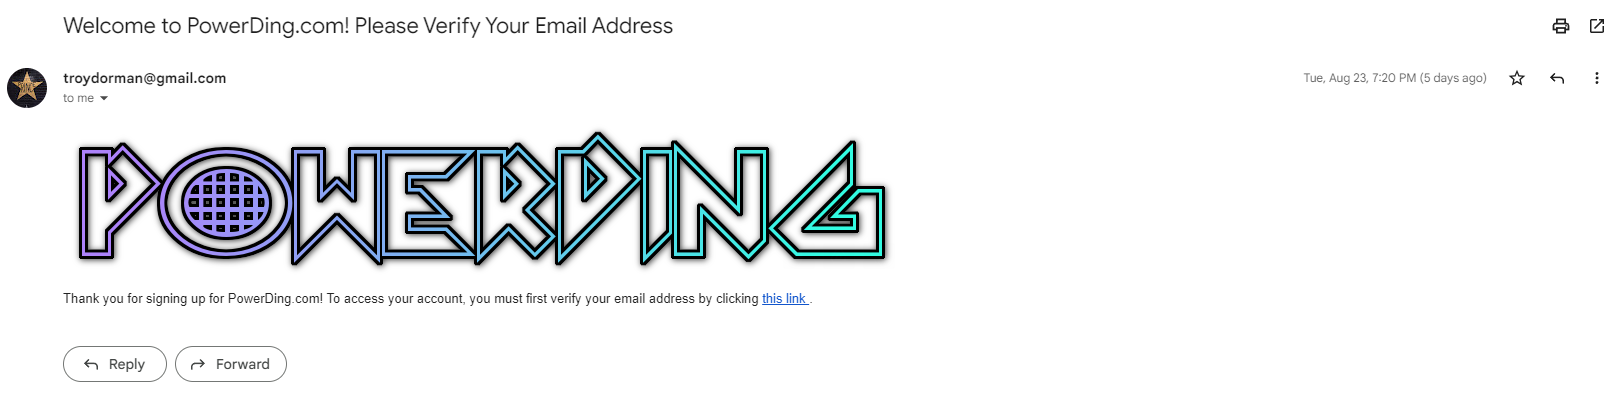 Welcome to PowerDing.com! Please Verify Your Email Address
troydorman@gmail.com
Tue, Aug 23, 7:20 PM (5 days ago)
to me
POWERDING
Thank you for signing up for PowerDing.com! To access your account, you must first verify your email address by clicking this link .
Reply
Forward